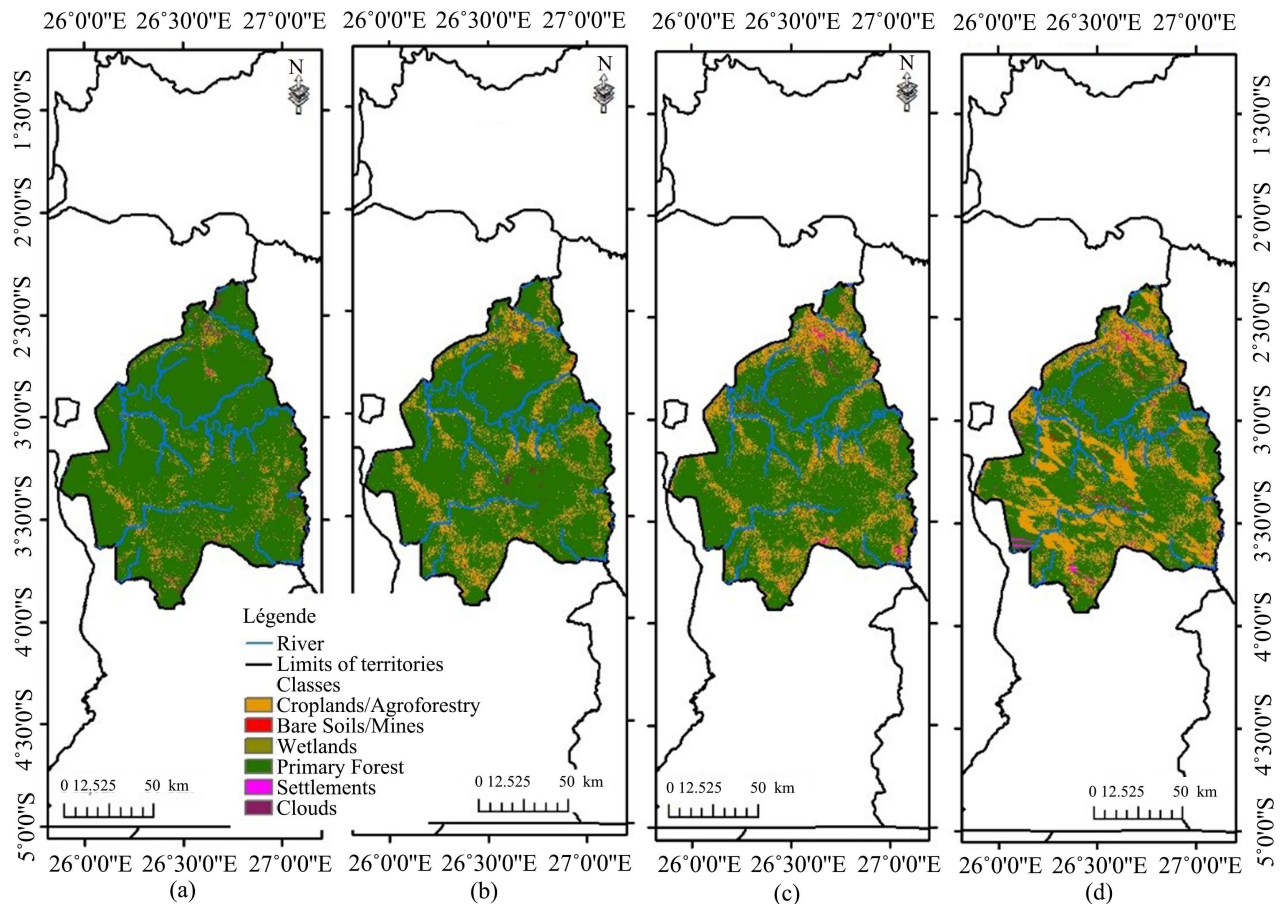 26°0'0"E 26°30'0"E 27°0'0"E 26°0'0"E 26°30'0"E 27°0'0"E 26°0'0"E 26°30'0"E 27°0'0"E 26°0'0"E 26°30'0"E 27°0'0"E
N N N
1°30'0"S 1°30'0"S
2°0'0"S 2°0'0"S
2°30'0"S 2°30'0"S
3°0'0"S 3°0'0"S
3°30'0"S 3°30'0"S
4°0'0"S 4°0'0"S
4°30'0"S 4°30'0"S
5°0'0"S 5°0'0"S
Légende
River
Limits of territories
Classes
Croplands/Agroforestry
Bare Soils/Mines
Wetlands
Primary Forest
Settlements
Clouds
0 12.525 50 km 0 12.525 50 km 0 12.525 50 km 0 12.525 50 km
26°0'0"E 26°30'0"E 27°0'0"E 26°0'0"E 26°30'0"E 27°0'0"E 26°0'0"E 26°30'0"E 27°0'0"E 26°0'0"E 26°30'0"E 27°0'0"E
(a) (b) (c) (d)